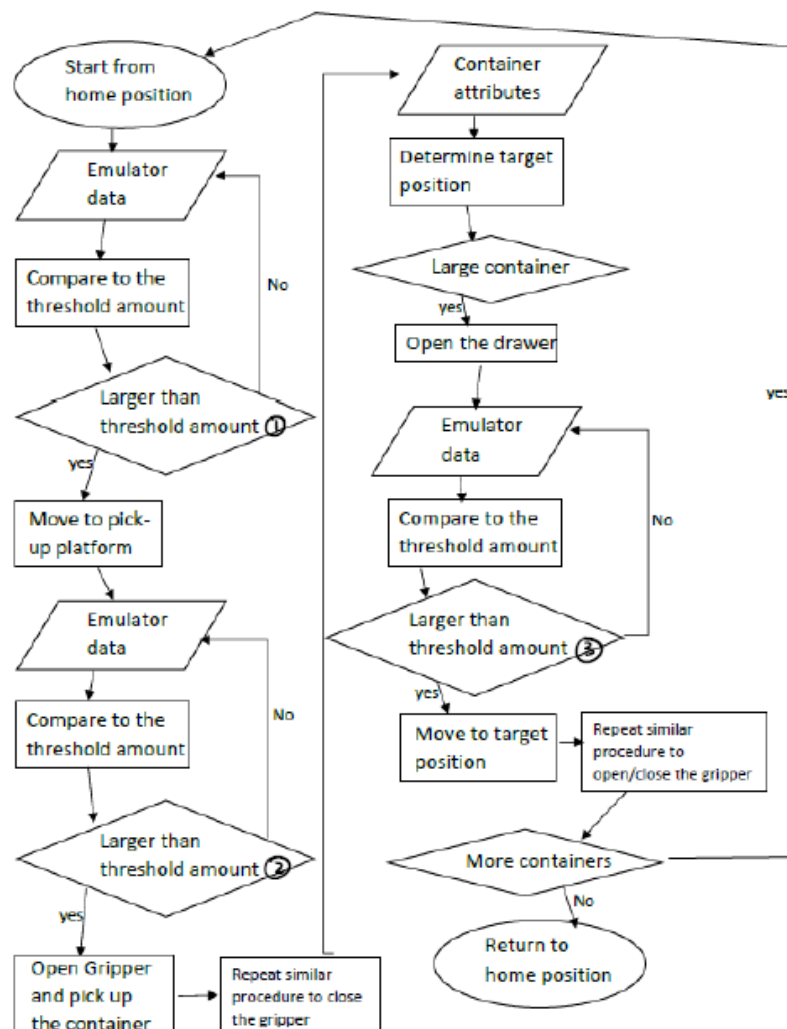 Start from
home position
Emulator
data
Compare to the
threshold amount
No
Larger than
threshold amount 1
yes
Move to pick-
up platform
Emulator
data
Compare to the
threshold amount
No
Larger than
threshold amount 2
yes
Open Gripper
and pick up
the container
Repeat similar
procedure to close
the gripper
Container
attributes
Determine target
position
Large container
yes
Open the drawer
Emulator
data
Compare to the
threshold amount
No
Larger than
threshold amount 3
yes
Move to target
position
Repeat similar
procedure to
open/close the gripper
More containers
yes
No
Return to
home position